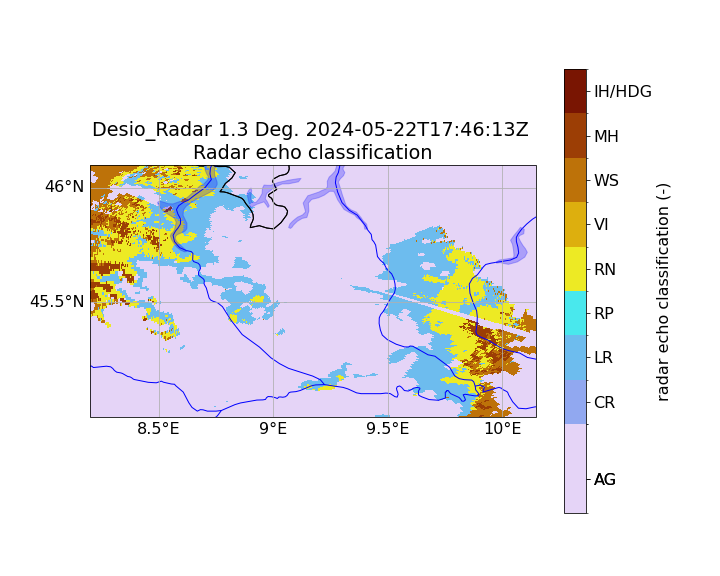 Desio_Radar 1.3 Deg. 2024-05-22T17:46:13Z
Radar echo classification
46°N
45.5°N
8.5°E
9°E
9.5°E
10°E
IH/HDG
MH
WS
VI
RN
RP
LR
CR
AG
radar echo classification (-)